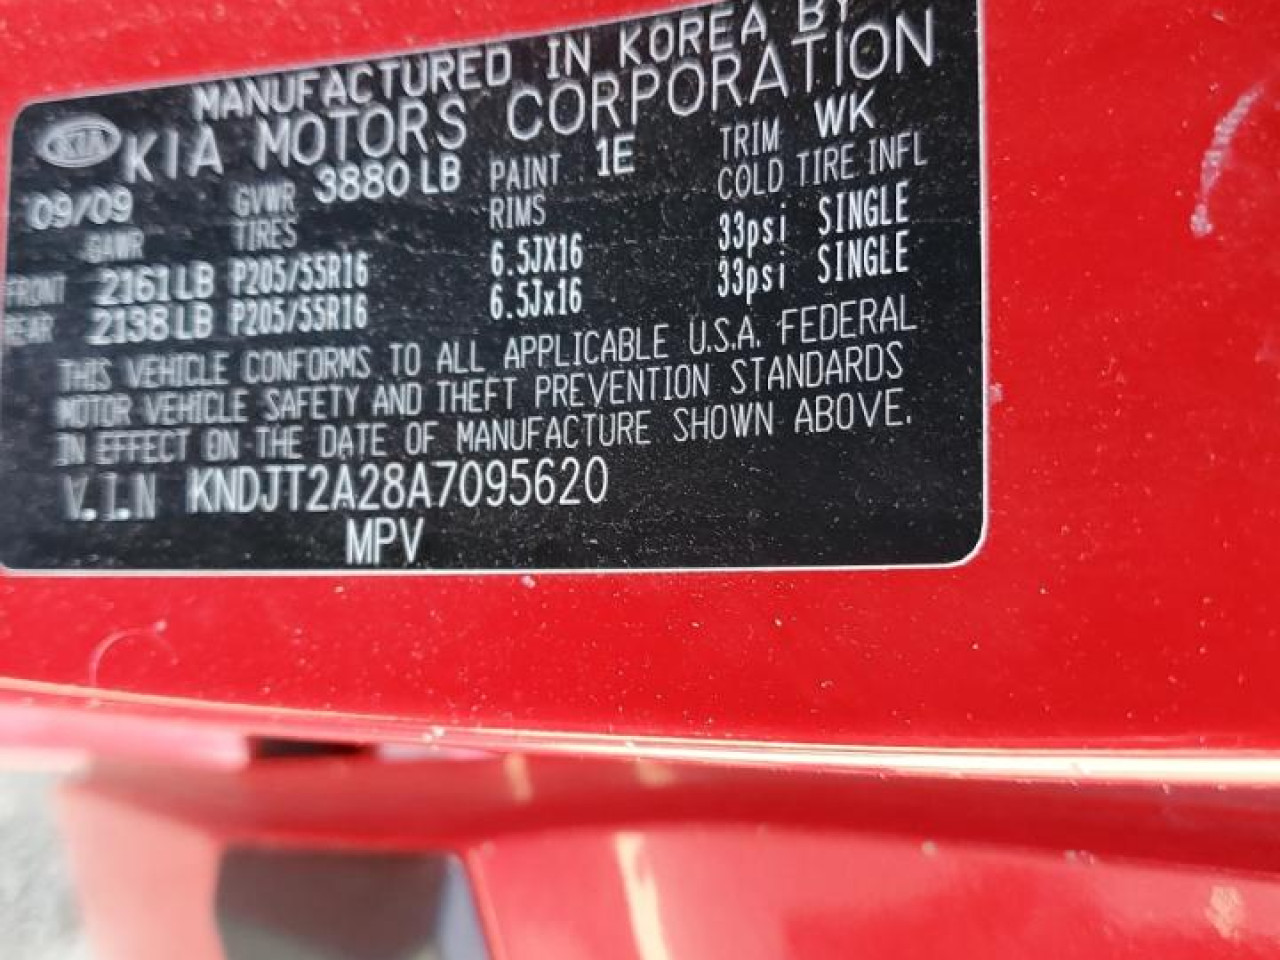 MANUFACTURED IN KOREA BY
KIA KIA MOTORS CORPORATION
09/09 GVWR 3880 LB PAINT 1E TRIM WK
GAWR TIRES RIMS COLD TIRE INFL
FRONT 2161 LB P205/55R16 6.5JX16 33psi SINGLE
REAR 2138 LB P205/55R16 6.5Jx16 33psi SINGLE
THIS VEHICLE CONFORMS TO ALL APPLICABLE U.S.A. FEDERAL
MOTOR VEHICLE SAFETY AND THEFT PREVENTION STANDARDS
IN EFFECT ON THE DATE OF MANUFACTURE SHOWN ABOVE.
V.I.N KNDJT2A28A7095620
MPV